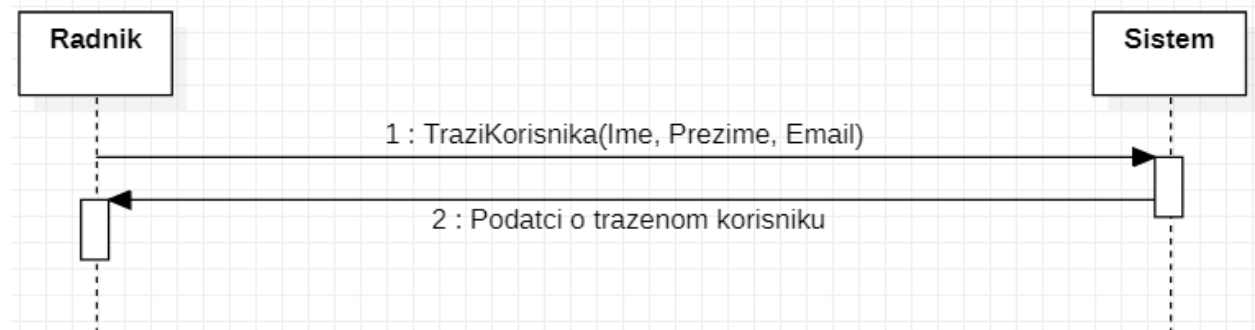 Radnik
Sistem
1 : TraziKorisnika(Ime, Prezime, Email)
2 : Podatci o trazenom korisniku